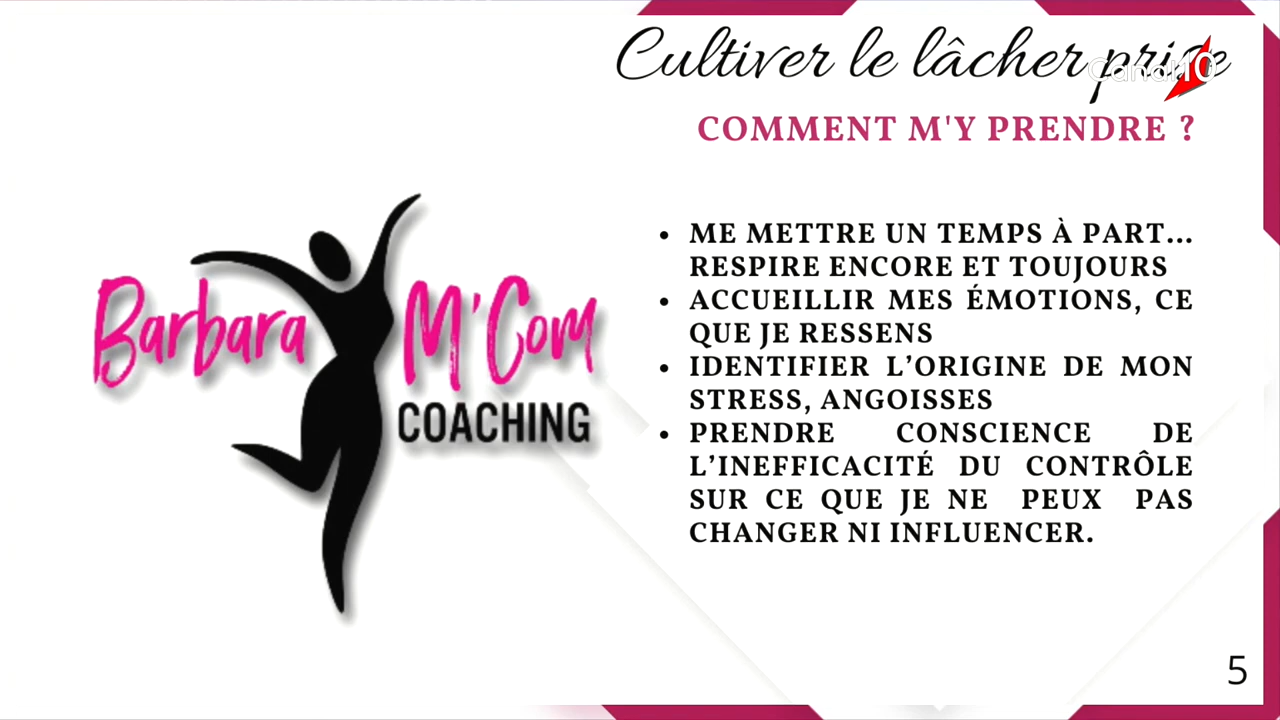 Cultiver le lâcher prise
Canal10
COMMENT M'Y PRENDRE ?
Barbara M'Com
COACHING
• ME METTRE UN TEMPS À PART...
RESPIRE ENCORE ET TOUJOURS
• ACCUEILLIR MES ÉMOTIONS, CE
QUE JE RESSENS
• IDENTIFIER L’ORIGINE DE MON
STRESS, ANGOISSES
• PRENDRE CONSCIENCE DE
L’INEFFICACITÉ DU CONTRÔLE
SUR CE QUE JE NE PEUX PAS
CHANGER NI INFLUENCER.
5